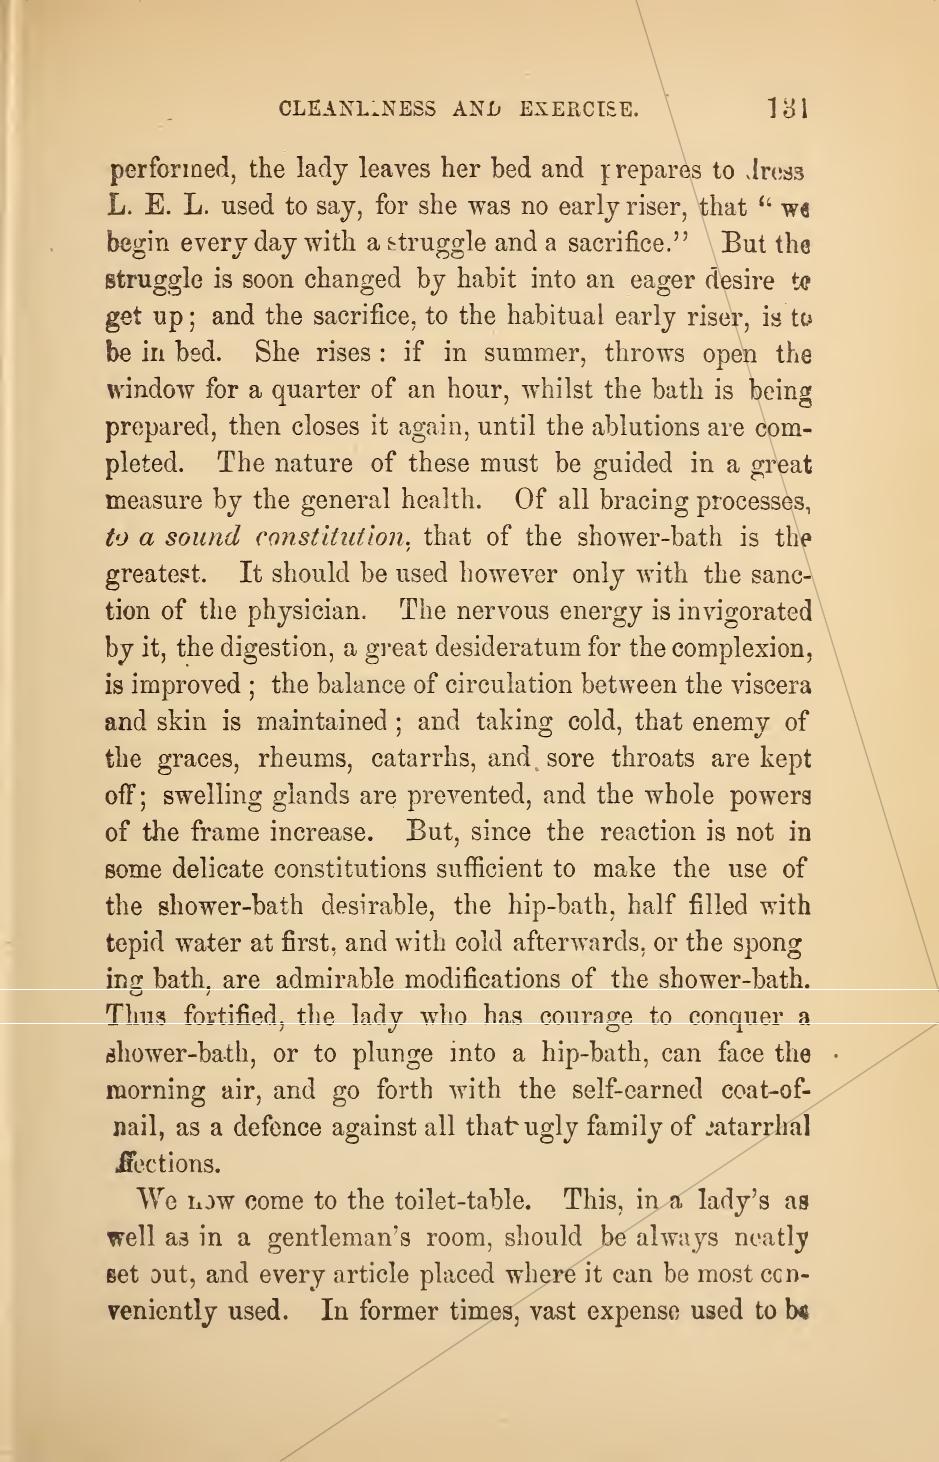 CLEANLINESS AND EXERCISE. 131
performed, the lady leaves her bed and prepares to dress
L. E. L. used to say, for she was no early riser, that “ we
begin every day with a struggle and a sacrifice.” But the
struggle is soon changed by habit into an eager desire to
get up; and the sacrifice, to the habitual early riser, is to
be in bed. She rises : if in summer, throws open the
window for a quarter of an hour, whilst the bath is being
prepared, then closes it again, until the ablutions are com-
pleted. The nature of these must be guided in a great
measure by the general health. Of all bracing processes,
to a sound constitution, that of the shower-bath is the
greatest. It should be used however only with the sanc-
tion of the physician. The nervous energy is invigorated
by it, the digestion, a great desideratum for the complexion,
is improved ; the balance of circulation between the viscera
and skin is maintained ; and taking cold, that enemy of
the graces, rheums, catarrhs, and sore throats are kept
off; swelling glands are prevented, and the whole powers
of the frame increase. But, since the reaction is not in
some delicate constitutions sufficient to make the use of
the shower-bath desirable, the hip-bath, half filled with
tepid water at first, and with cold afterwards, or the spong
ing bath, are admirable modifications of the shower-bath.
Thus fortified, the lady who has courage to conquer a
shower-bath, or to plunge into a hip-bath, can face the
morning air, and go forth with the self-earned coat-of-
nail, as a defence against all that ugly family of catarrhal
ffections.
We now come to the toilet-table. This, in a lady's as
well as in a gentleman's room, should be always neatly
set out, and every article placed where it can be most con-
veniently used. In former times, vast expense used to be